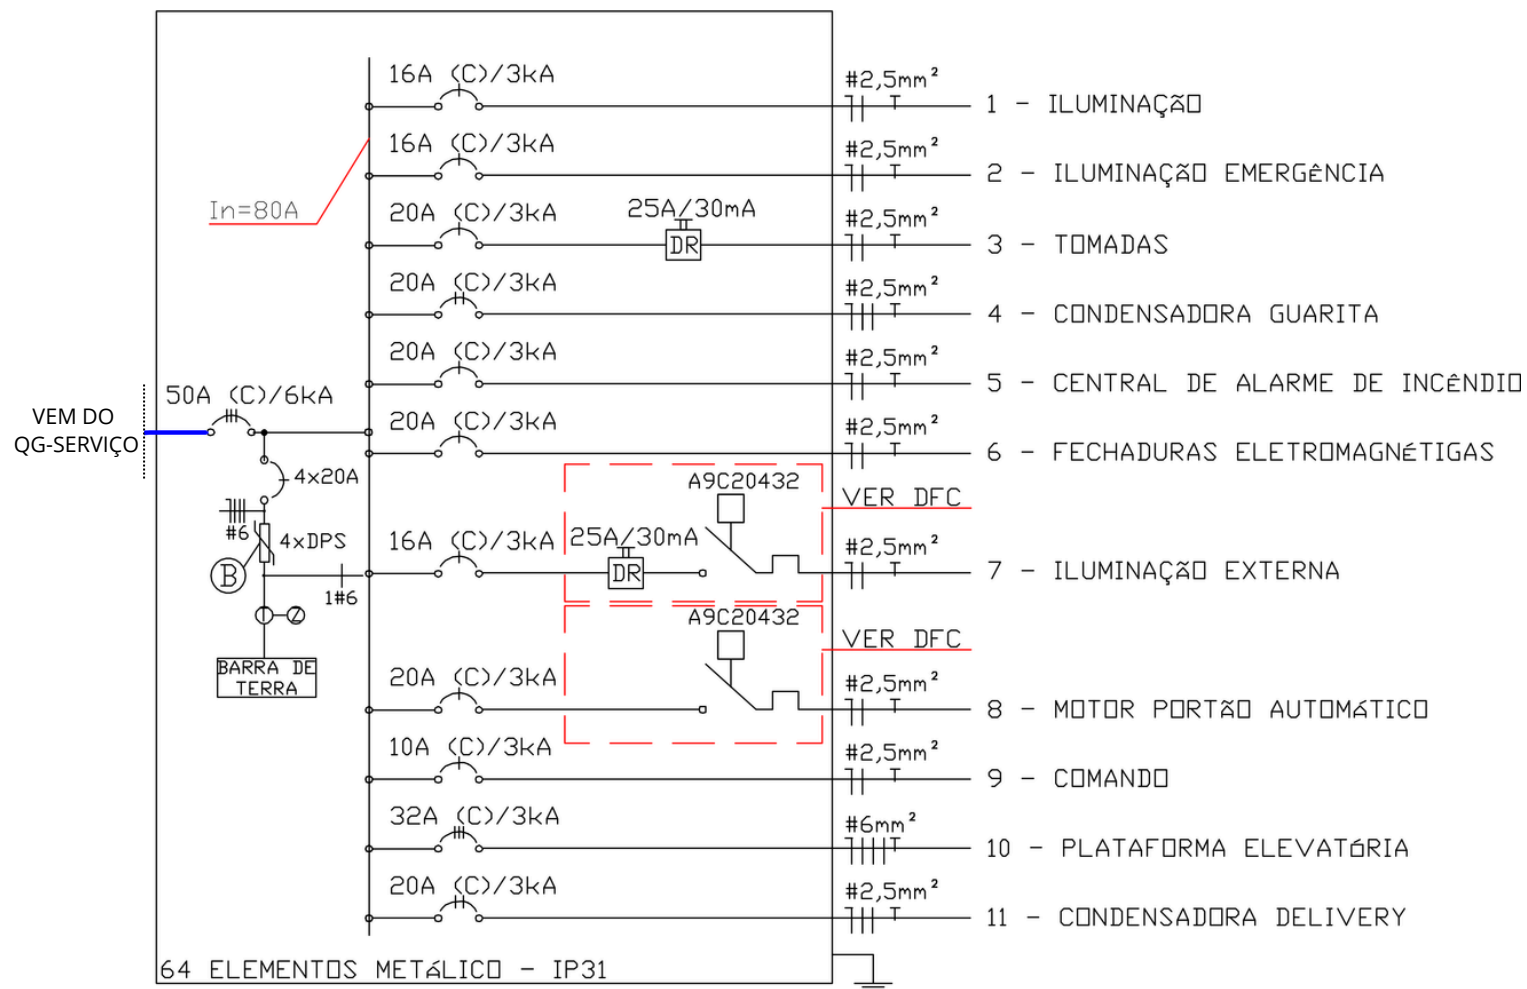 16A (C)/3kA
#2,5mm²
1 - ILUMINAÇÃO
16A (C)/3kA
#2,5mm²
2 - ILUMINAÇÃO EMERGÊNCIA
In=80A
20A (C)/3kA
25A/30mA
DR
#2,5mm²
3 - TOMADAS
20A (C)/3kA
#2,5mm²
4 - CONDENSADORA GUARITA
20A (C)/3kA
#2,5mm²
5 - CENTRAL DE ALARME DE INCÊNDIO
50A (C)/6kA
VEM DO
QG-SERVIÇO
20A (C)/3kA
#2,5mm²
6 - FECHADURAS ELETROMAGNÉTIGAS
4x20A
#6
4xDPS
B
1#6
T
Z
BARRA DE
TERRA
A9C20432
VER DFC
16A (C)/3kA
25A/30mA
DR
#2,5mm²
7 - ILUMINAÇÃO EXTERNA
A9C20432
VER DFC
20A (C)/3kA
#2,5mm²
8 - MOTOR PORTÃO AUTOMÁTICO
10A (C)/3kA
#2,5mm²
9 - COMANDO
32A (C)/3kA
#6mm²
10 - PLATAFORMA ELEVATÓRIA
20A (C)/3kA
#2,5mm²
11 - CONDENSADORA DELIVERY
64 ELEMENTOS METÁLICO - IP31